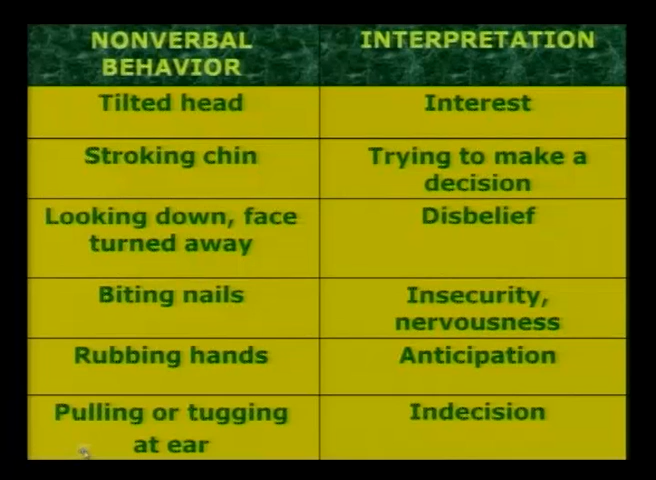 NONVERBAL
BEHAVIOR
INTERPRETATION
Tilted head
Interest
Stroking chin
Trying to make a
decision
Looking down, face
turned away
Disbelief
Biting nails
Insecurity,
nervousness
Rubbing hands
Anticipation
Pulling or tugging
at ear
Indecision